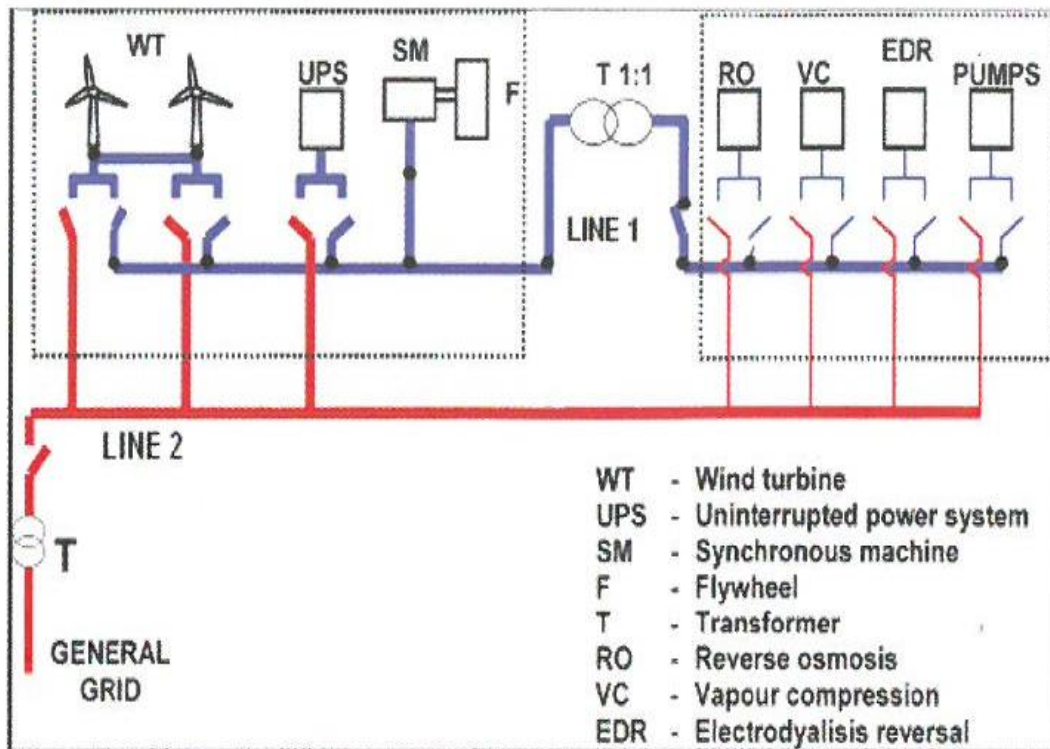 WT
UPS
SM
F
T 1:1
RO
VC
EDR
PUMPS
LINE 1
LINE 2
T
GENERAL
GRID
WT - Wind turbine
UPS - Uninterrupted power system
SM - Synchronous machine
F - Flywheel
T - Transformer
RO - Reverse osmosis
VC - Vapour compression
EDR - Electrodyalisis reversal